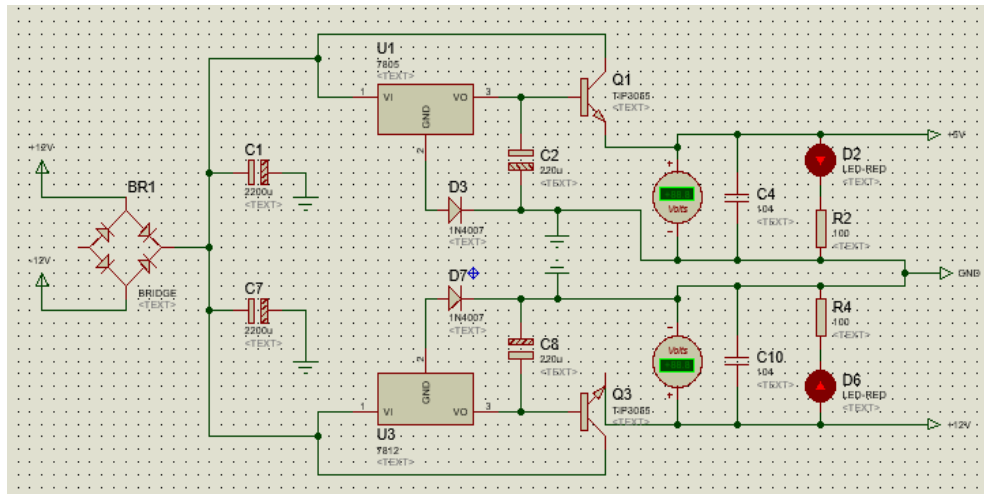 U1
7805
<TEXT>
1
VI
VO
3
GND
2
Q1
TIP3055
<TEXT>
+12V
BR1
C1
2200u
<TEXT>
C2
220u
<TEXT>
D3
1N4007
<TEXT>
+
Volts
-
C4
104
<TEXT>
+5V
D2
LED-RED
<TEXT>
R2
100
<TEXT>
-12V
BRIDGE
<TEXT>
GND
C7
2200u
<TEXT>
D7
1N4007
<TEXT>
C8
220u
<TEXT>
-
Volts
+
C10
104
<TEXT>
R4
100
<TEXT>
D6
LED-RED
<TEXT>
2
GND
1
VI
VO
3
U3
7812
<TEXT>
Q3
TIP3055
<TEXT>
+12V